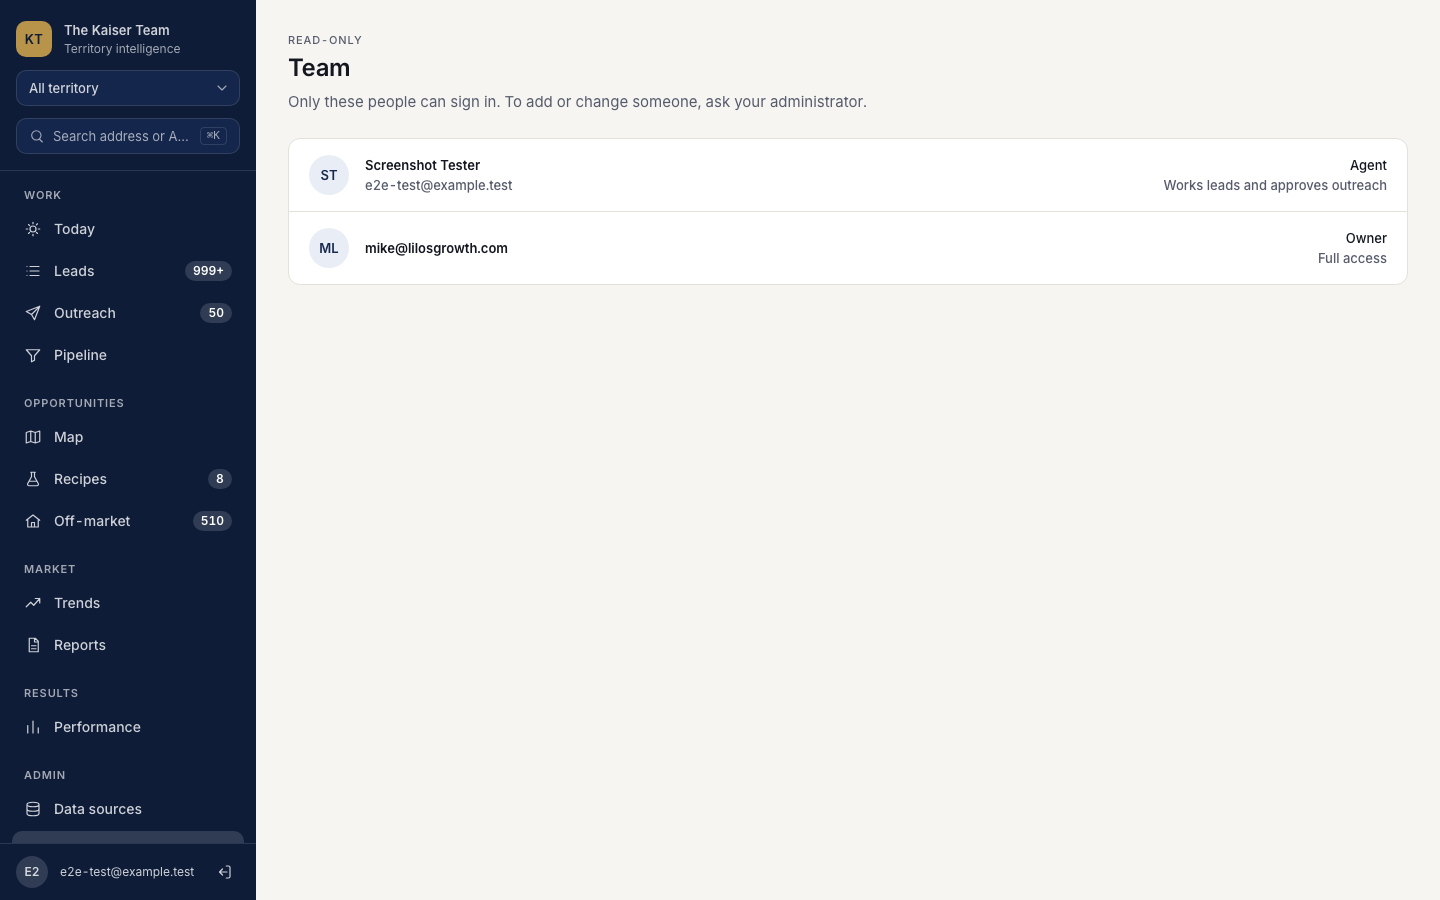 KT
The Kaiser Team
Territory intelligence
All territory
Search address or A... ⌘K
WORK
Today
Leads 999+
Outreach 50
Pipeline
OPPORTUNITIES
Map
Recipes 8
Off-market 510
MARKET
Trends
Reports
RESULTS
Performance
ADMIN
Data sources
E2 e2e-test@example.test
READ-ONLY
Team
Only these people can sign in. To add or change someone, ask your administrator.
ST
Screenshot Tester
e2e-test@example.test
Agent
Works leads and approves outreach
ML
mike@lilosgrowth.com
Owner
Full access